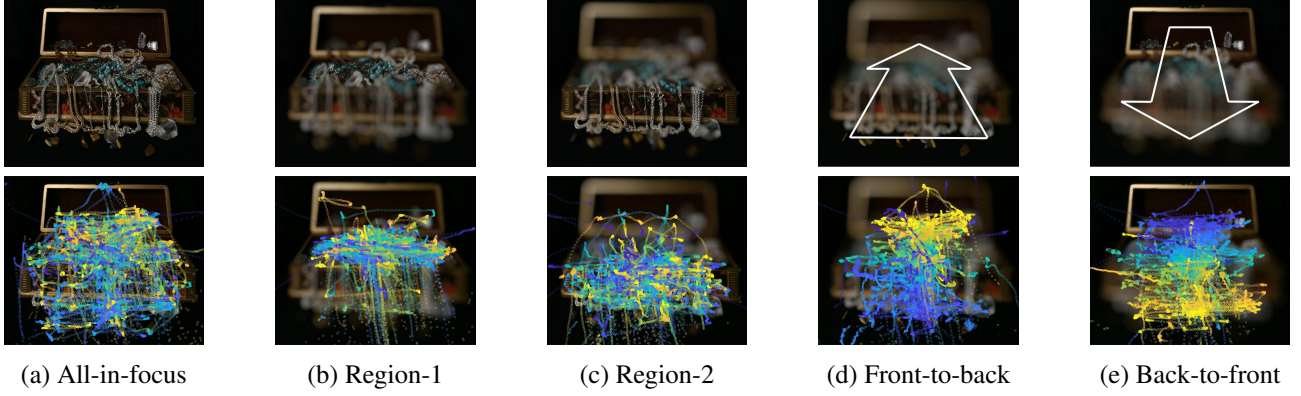 (a) All-in-focus
(b) Region-1
(c) Region-2
(d) Front-to-back
(e) Back-to-front